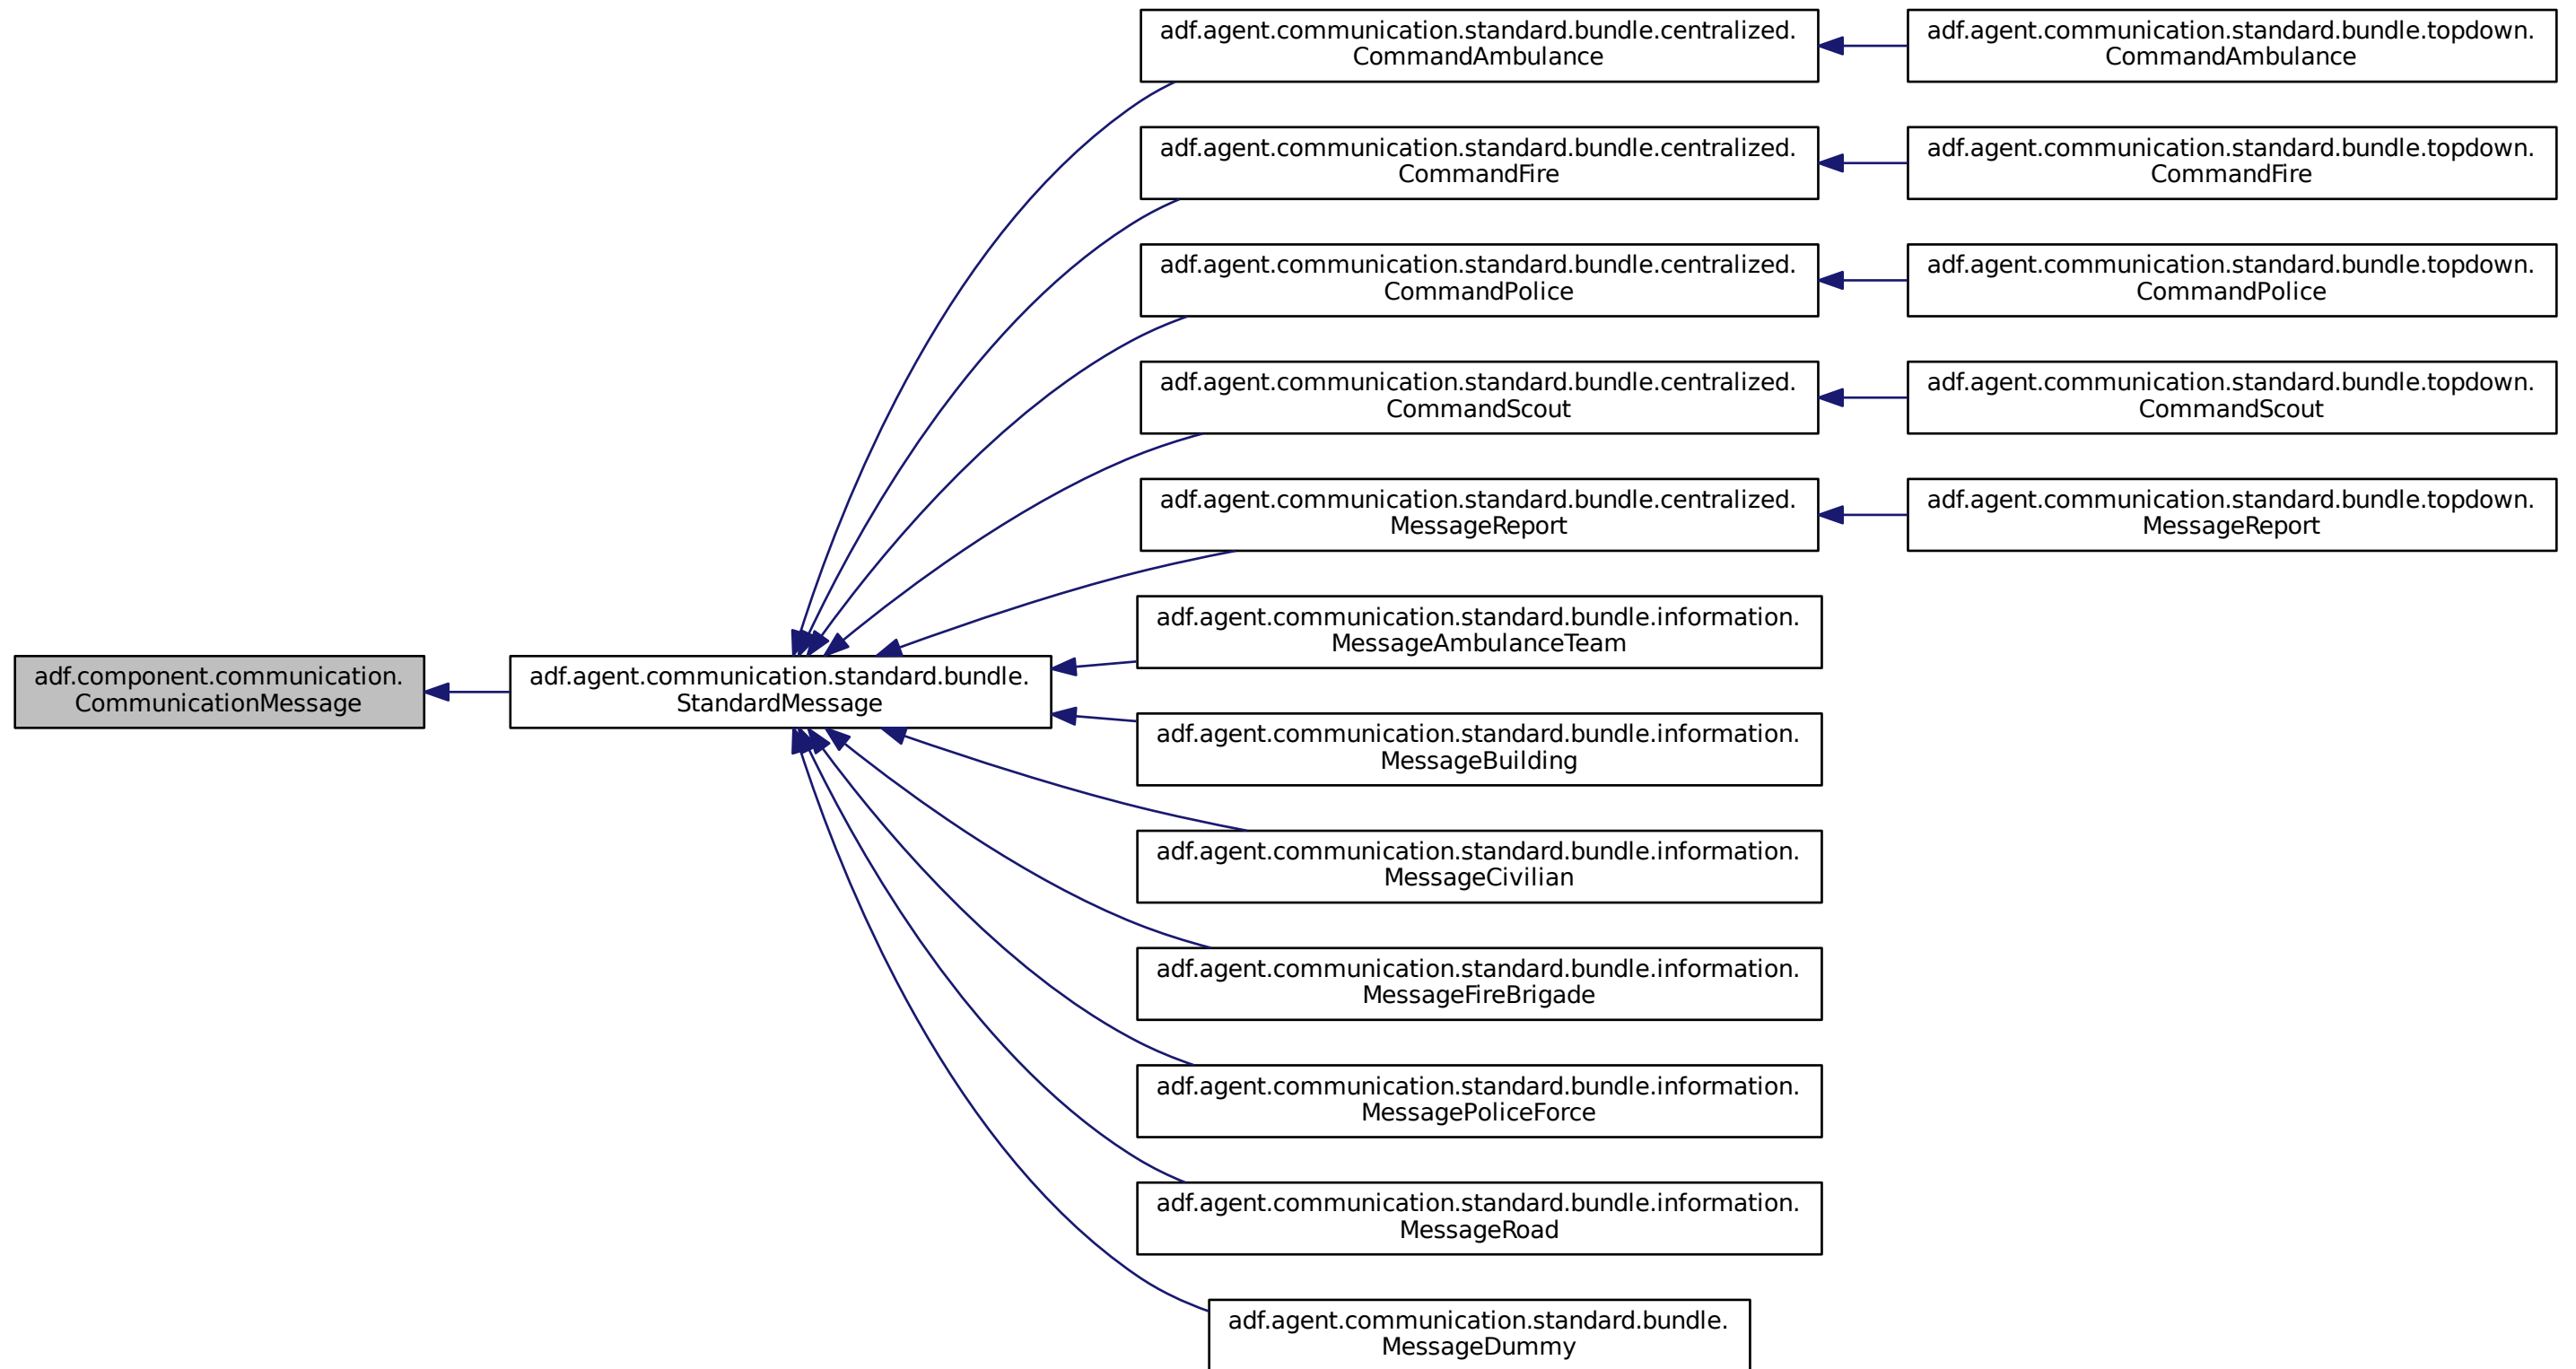 adf.component.communication.
CommunicationMessage
adf.agent.communication.standard.bundle.
StandardMessage
adf.agent.communication.standard.bundle.centralized.
CommandAmbulance
adf.agent.communication.standard.bundle.centralized.
CommandFire
adf.agent.communication.standard.bundle.centralized.
CommandPolice
adf.agent.communication.standard.bundle.centralized.
CommandScout
adf.agent.communication.standard.bundle.centralized.
MessageReport
adf.agent.communication.standard.bundle.information.
MessageAmbulanceTeam
adf.agent.communication.standard.bundle.information.
MessageBuilding
adf.agent.communication.standard.bundle.information.
MessageCivilian
adf.agent.communication.standard.bundle.information.
MessageFireBrigade
adf.agent.communication.standard.bundle.information.
MessagePoliceForce
adf.agent.communication.standard.bundle.information.
MessageRoad
adf.agent.communication.standard.bundle.
MessageDummy
adf.agent.communication.standard.bundle.topdown.
CommandAmbulance
adf.agent.communication.standard.bundle.topdown.
CommandFire
adf.agent.communication.standard.bundle.topdown.
CommandPolice
adf.agent.communication.standard.bundle.topdown.
CommandScout
adf.agent.communication.standard.bundle.topdown.
MessageReport